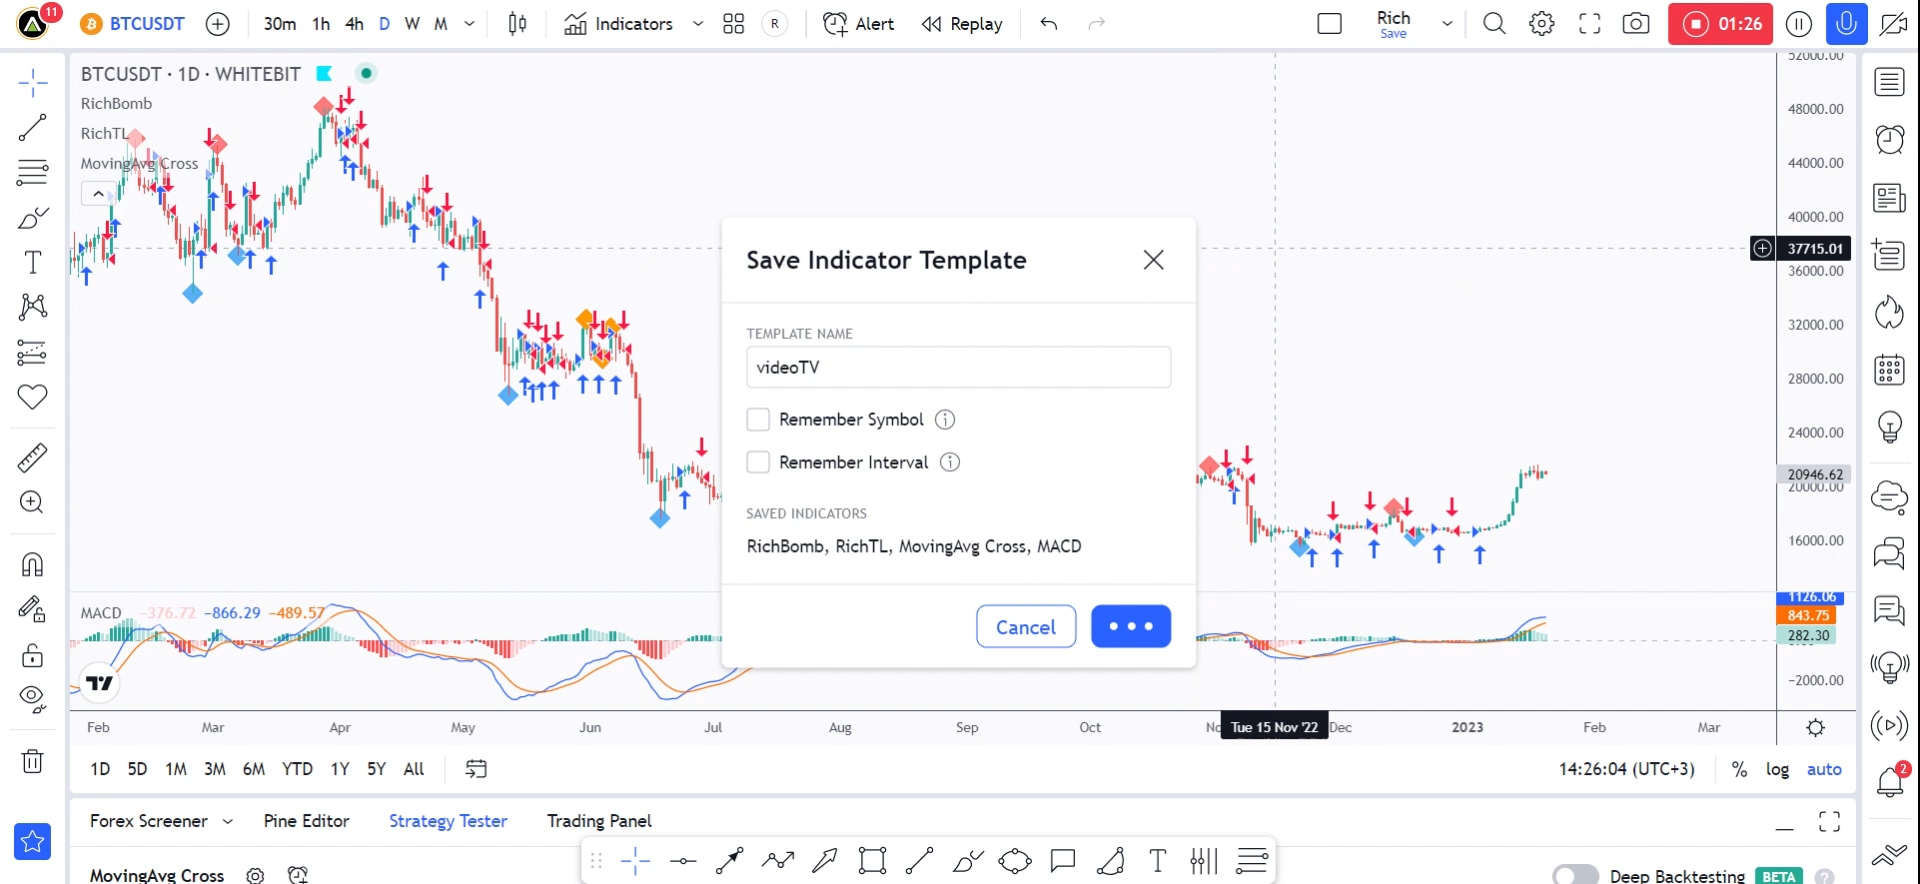 11
BTCUSDT
30m 1h 4h D W M
Indicators
R
Alert
Replay
Rich
Save
01:26
BTCUSDT · 1D · WHITEBIT
RichBomb
RichTL
MovingAvg Cross
52000.00
48000.00
44000.00
40000.00
37715.01
36000.00
32000.00
28000.00
24000.00
20946.62
20000.00
16000.00
Save Indicator Template
TEMPLATE NAME
videoTV
Remember Symbol
Remember Interval
SAVED INDICATORS
RichBomb, RichTL, MovingAvg Cross, MACD
Cancel
MACD −376.72 −866.29 −489.57
1126.06
843.75
282.30
−2000.00
Feb Mar Apr May Jun Jul Aug Sep Oct Tue 15 Nov '22 Dec 2023 Feb Mar
1D 5D 1M 3M 6M YTD 1Y 5Y All
14:26:04 (UTC+3) % log auto
2
Forex Screener Pine Editor Strategy Tester Trading Panel
MovingAvg Cross
Deep Backtesting BETA